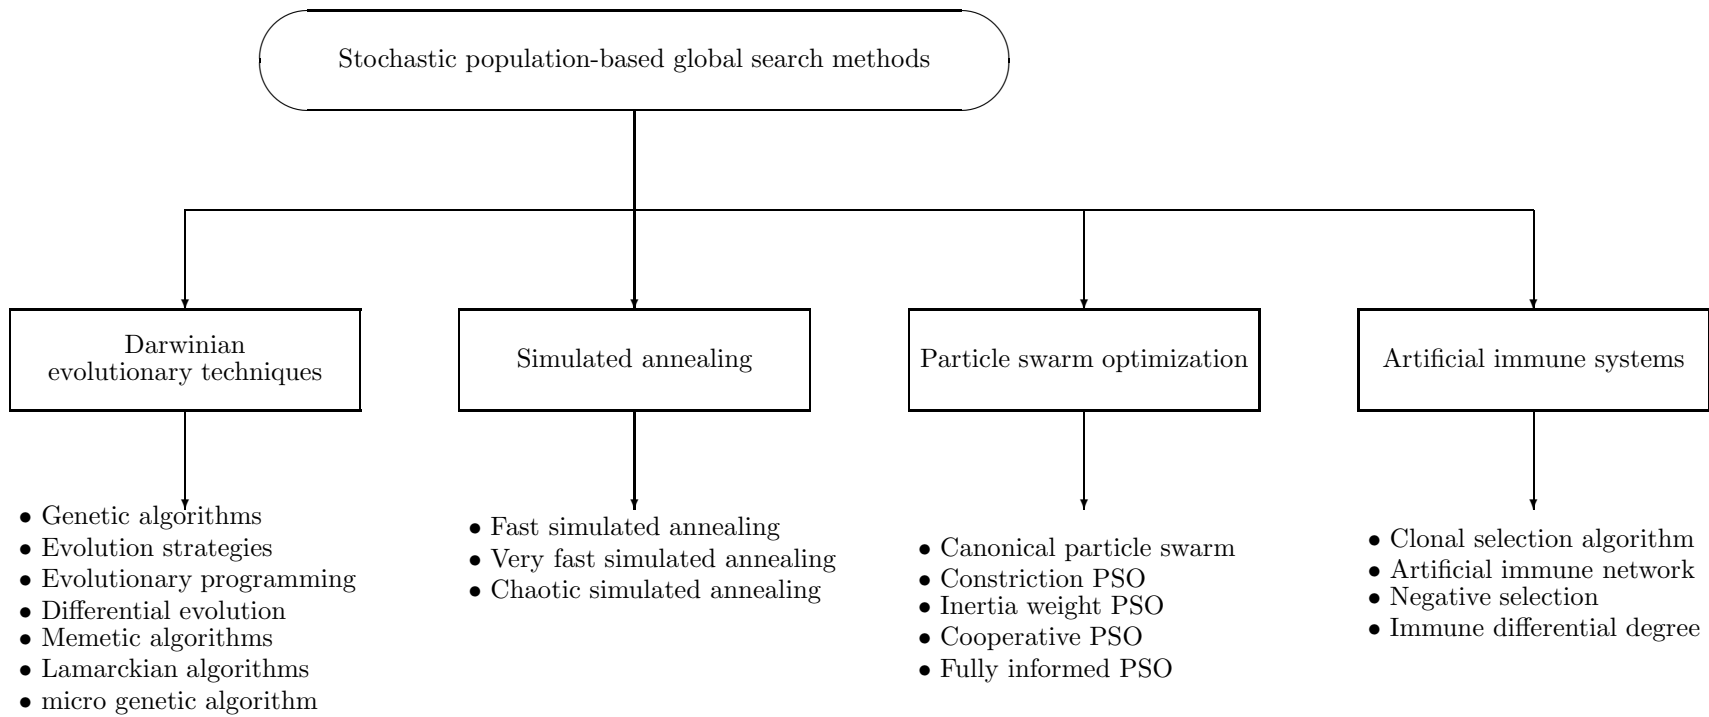 Stochastic population-based global search methods
Darwinian
evolutionary techniques
Simulated annealing
Particle swarm optimization
Artificial immune systems
• Genetic algorithms
• Evolution strategies
• Evolutionary programming
• Differential evolution
• Memetic algorithms
• Lamarckian algorithms
• micro genetic algorithm
• Fast simulated annealing
• Very fast simulated annealing
• Chaotic simulated annealing
• Canonical particle swarm
• Constriction PSO
• Inertia weight PSO
• Cooperative PSO
• Fully informed PSO
• Clonal selection algorithm
• Artificial immune network
• Negative selection
• Immune differential degree